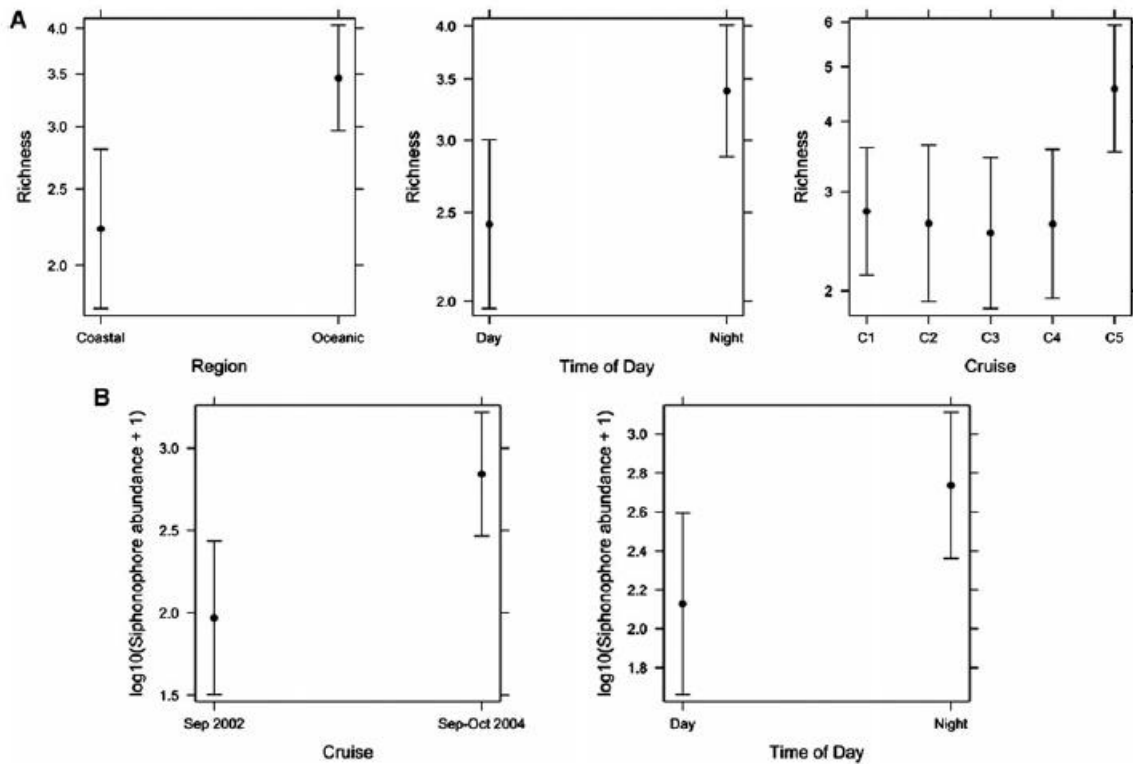 A
Richness
4.0
3.5
3.0
2.5
2.0
Coastal
Oceanic
Region
Richness
4.0
3.5
3.0
2.5
2.0
Day
Night
Time of Day
Richness
6
5
4
3
2
C1
C2
C3
C4
C5
Cruise
B
log10(Siphonophore abundance + 1)
3.0
2.5
2.0
1.5
Sep 2002
Sep-Oct 2004
Cruise
log10(Siphonophore abundance + 1)
3.0
2.8
2.6
2.4
2.2
2.0
1.8
Day
Night
Time of Day